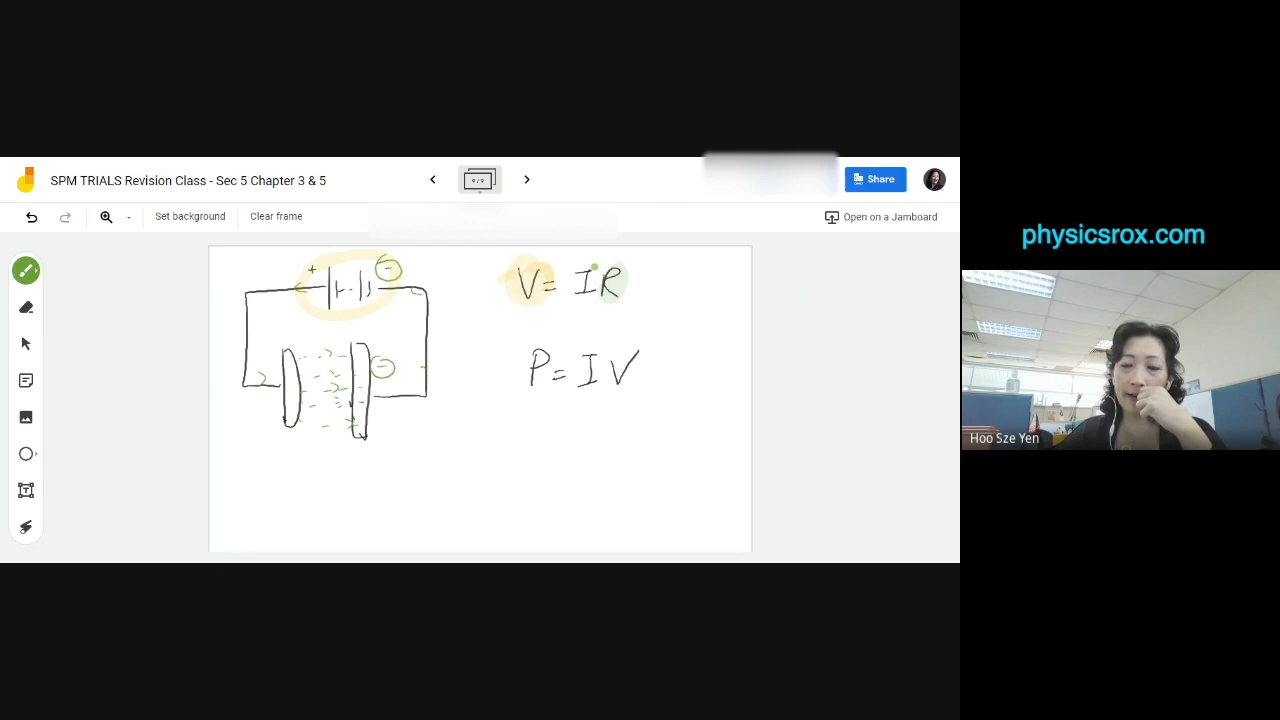 SPM TRIALS Revision Class - Sec 5 Chapter 3 & 5
Share
Set background
Clear frame
Open on a Jamboard
+
-
V = IR
-
P = IV
physicsrox.com
Hoo Sze Yen